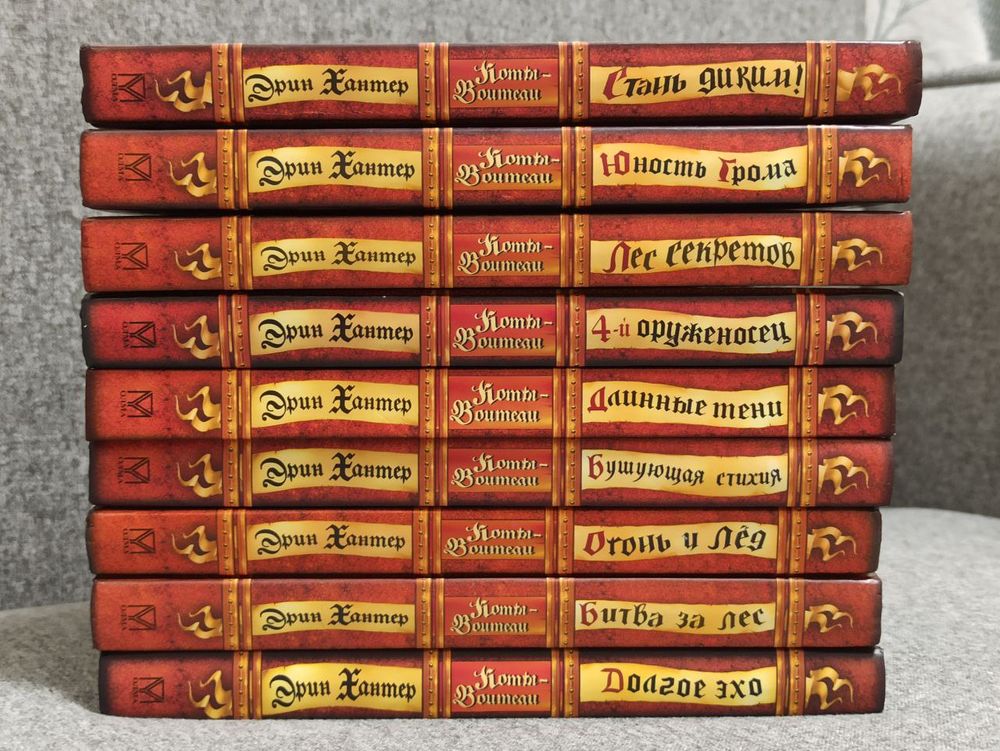 Эрин Хантер
Коты-
Воители
Стань диким!
Эрин Хантер
Коты-
Воители
Юность Грома
Эрин Хантер
Коты-
Воители
Лес секретов
Эрин Хантер
Коты-
Воители
4-й оруженосец
Эрин Хантер
Коты-
Воители
Длинные тени
Эрин Хантер
Коты-
Воители
Бушующая стихия
Эрин Хантер
Коты-
Воители
Огонь и лёд
Эрин Хантер
Коты-
Воители
Битва за лес
Эрин Хантер
Коты-
Воители
Долгое эхо